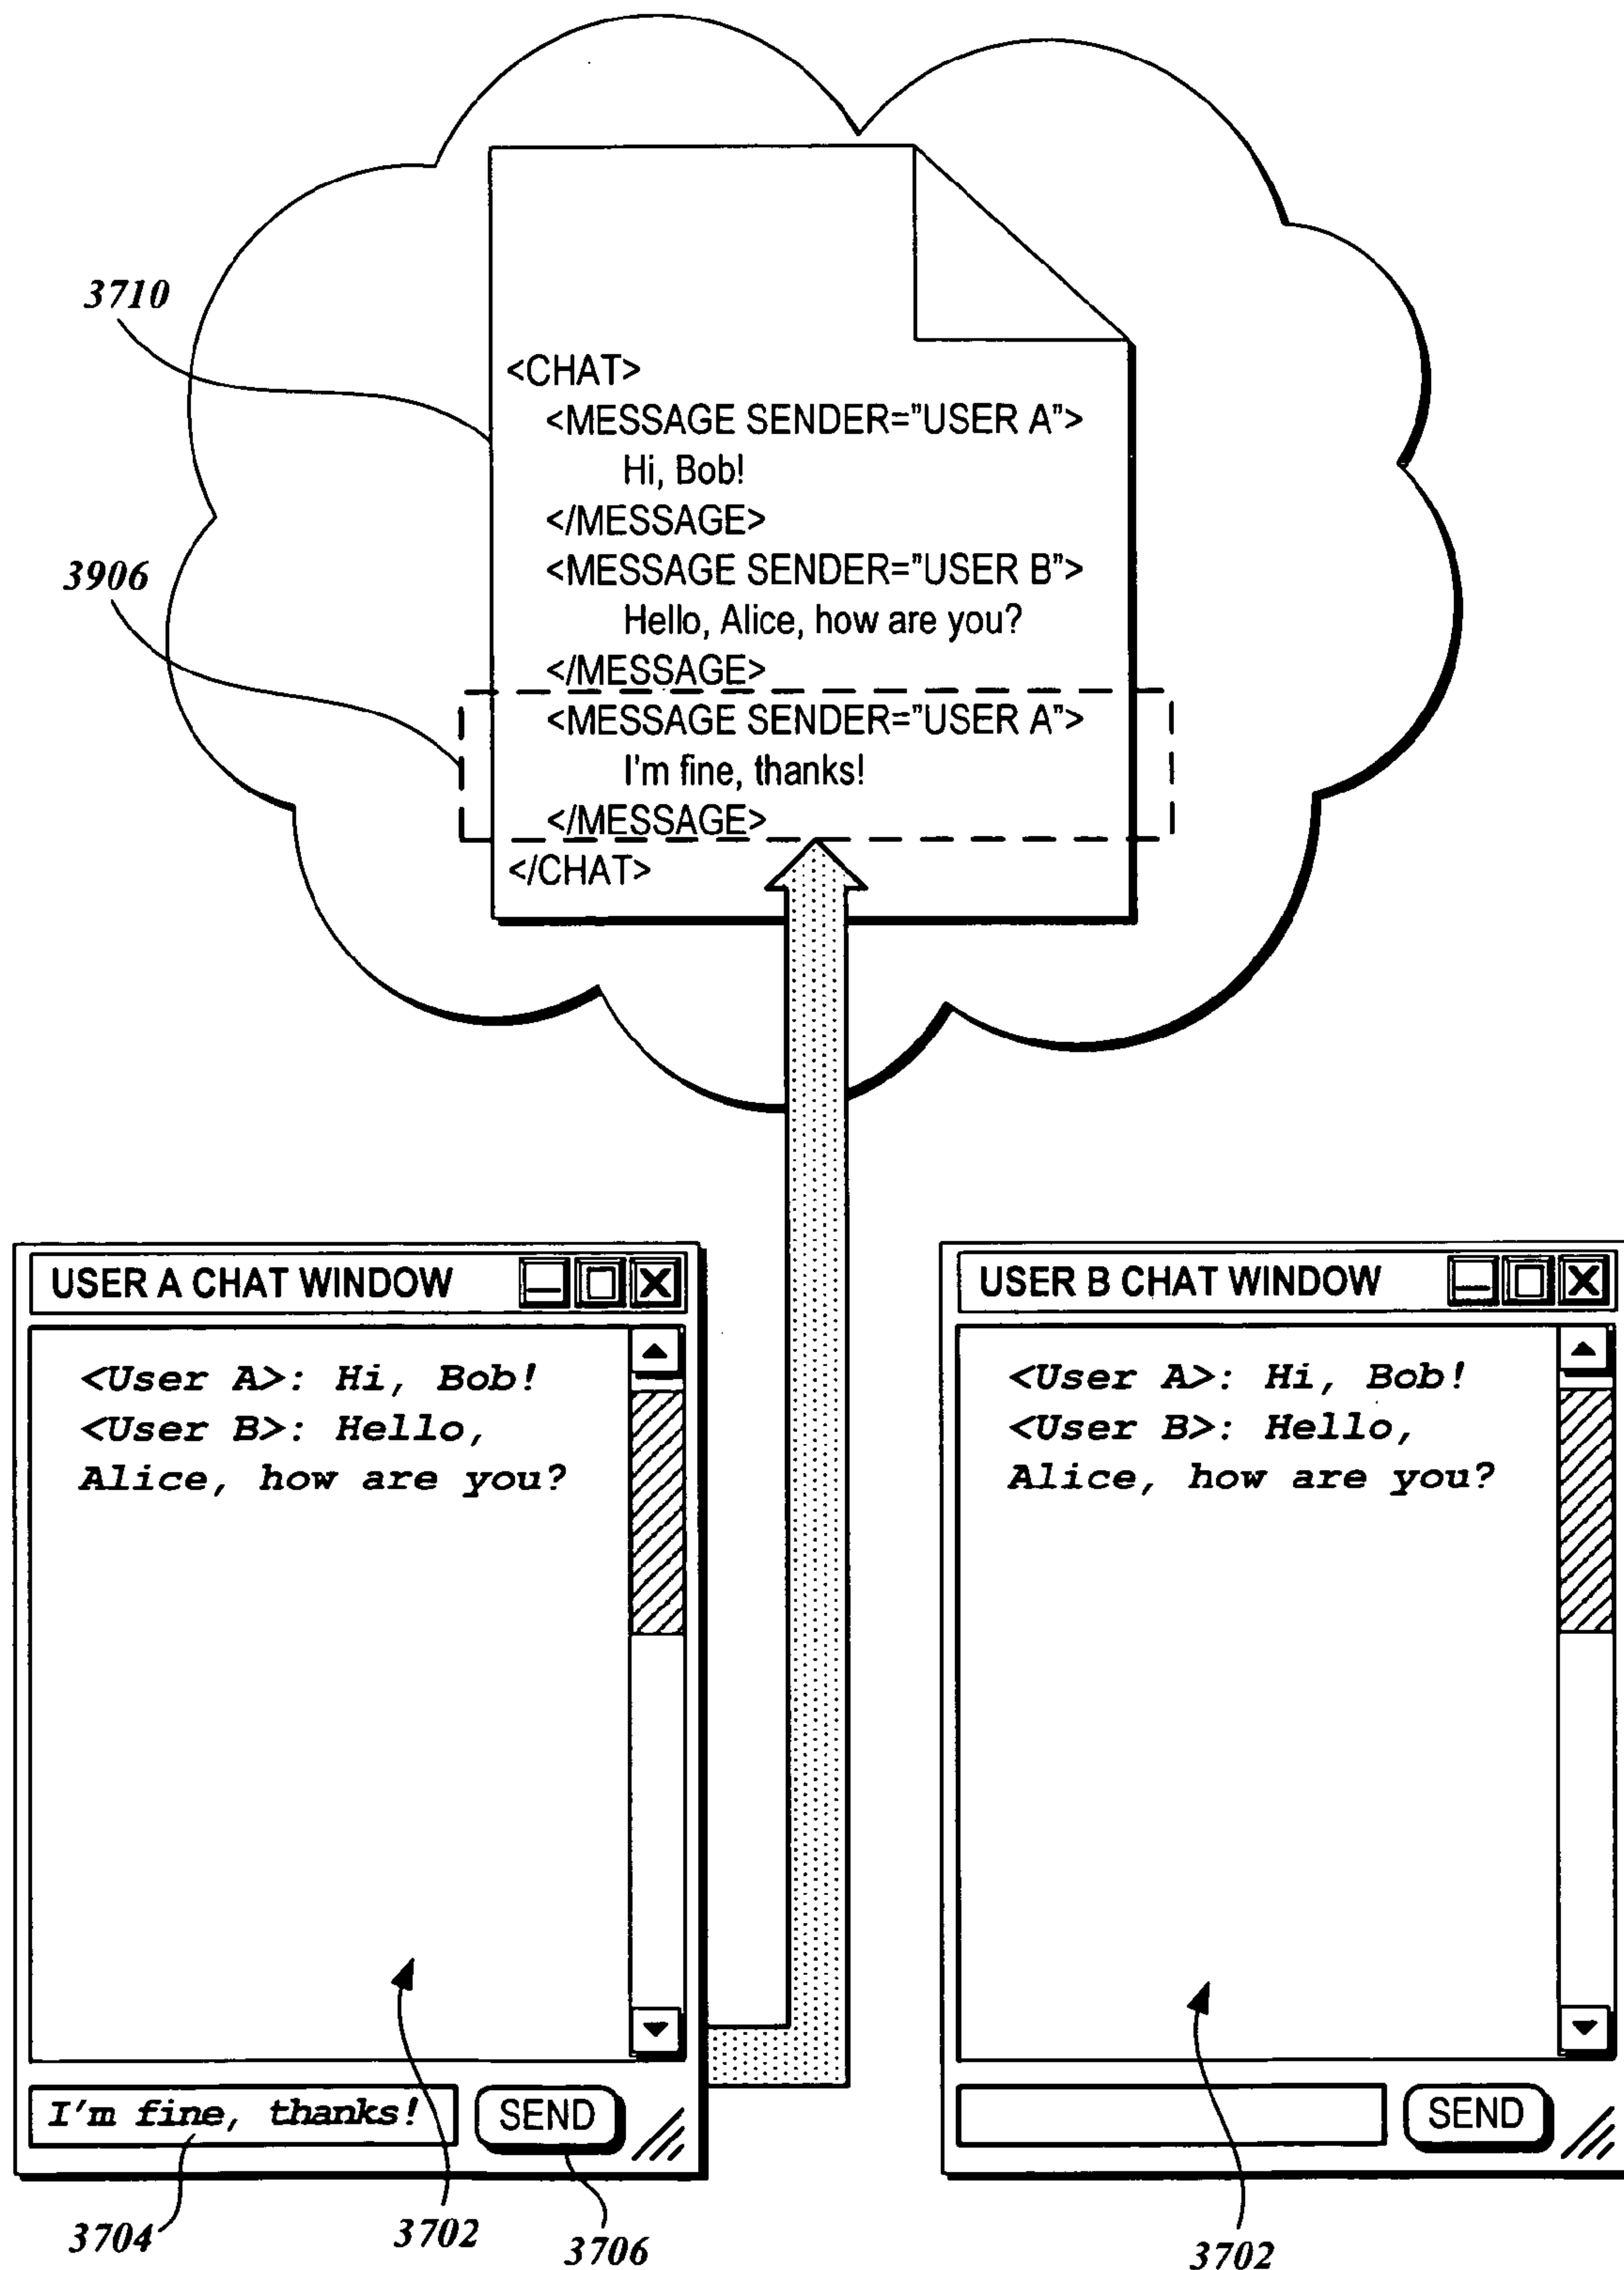 3710
<CHAT>
<MESSAGE SENDER="USER A">
Hi, Bob!
</MESSAGE>
<MESSAGE SENDER="USER B">
Hello, Alice, how are you?
</MESSAGE>
3906
<MESSAGE SENDER="USER A">
I'm fine, thanks!
</MESSAGE>
</CHAT>
USER A CHAT WINDOW
<User A>: Hi, Bob!
<User B>: Hello,
Alice, how are you?
I'm fine, thanks!
SEND
3704
3702
3706
USER B CHAT WINDOW
<User A>: Hi, Bob!
<User B>: Hello,
Alice, how are you?
SEND
3702